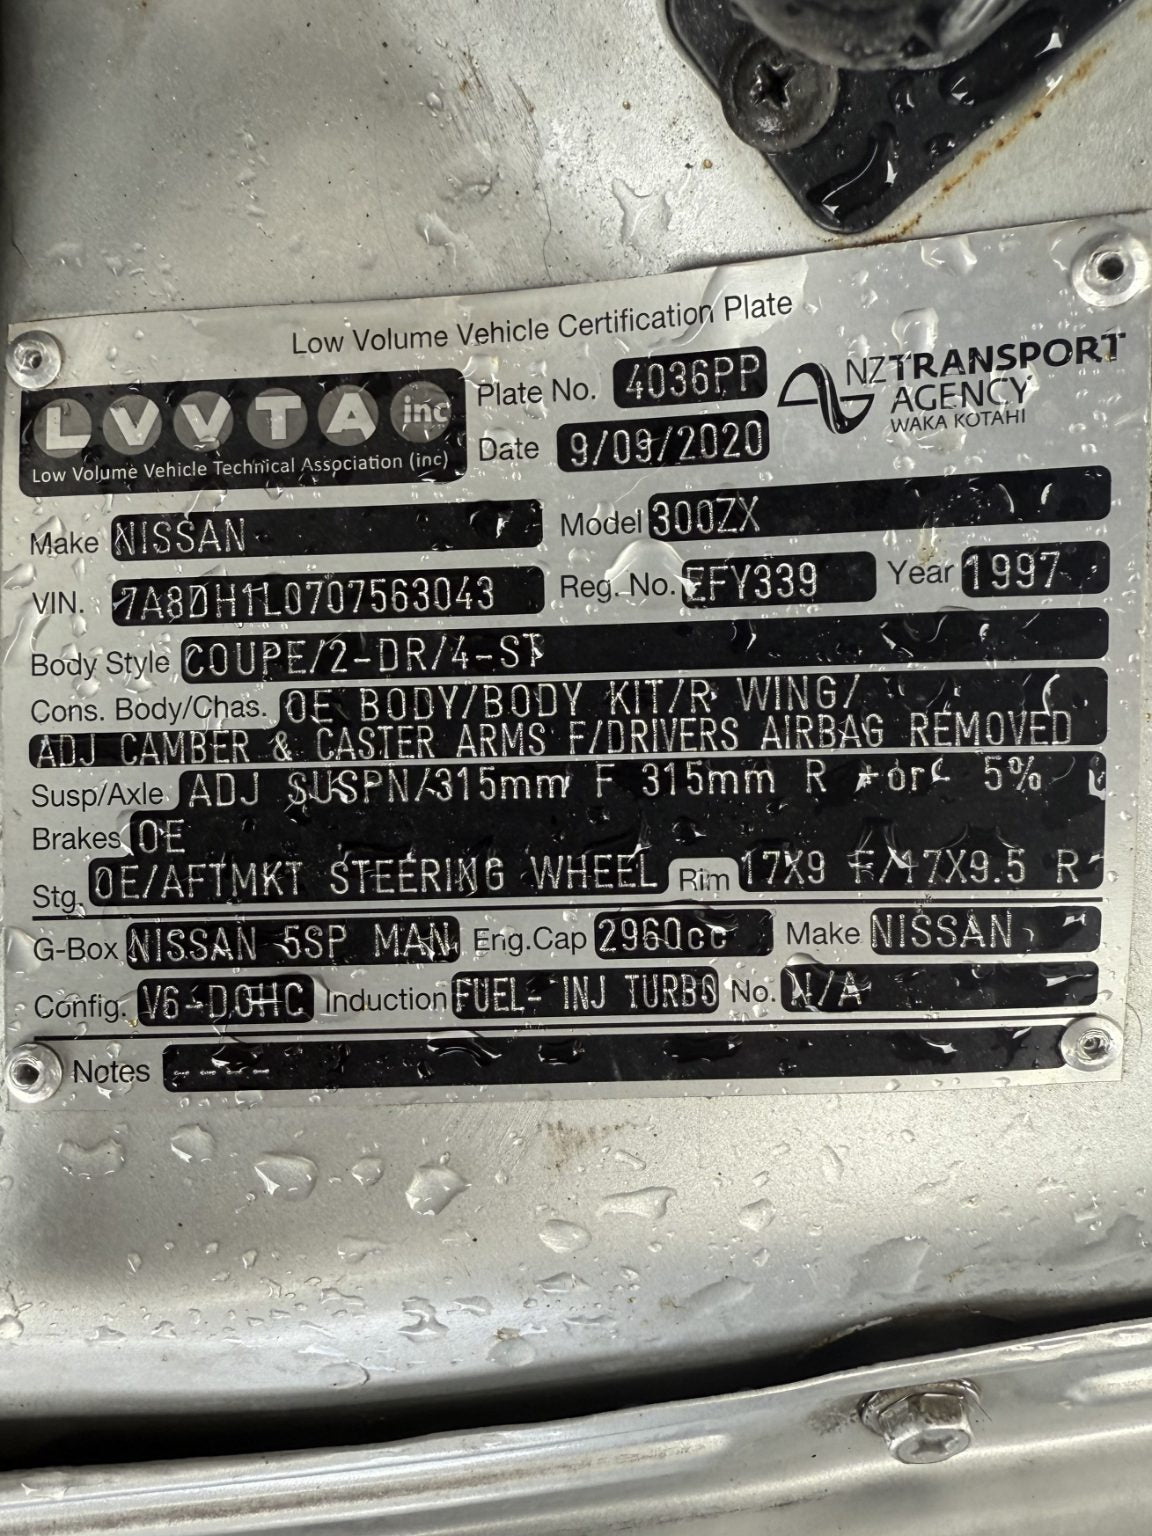 Low Volume Vehicle Certification Plate
LVVTA inc
Low Volume Vehicle Technical Association (inc)
Plate No. 4036PP
Date 9/09/2020
NZTRANSPORT
AGENCY
WAKA KOTAHI
Make NISSAN Model 300ZX
VIN. 7A8DH1L0707563043 Reg. No. EFY339 Year 1997
Body Style COUPE/2-DR/4-ST
Cons. Body/Chas. OE BODY/BODY KIT/R WING/
ADJ CAMBER & CASTER ARMS F/DRIVERS AIRBAG REMOVED
Susp/Axle ADJ SUSPN/315mm F 315mm R + or - 5%
Brakes OE
Stg. OE/AFTMKT STEERING WHEEL Rim 17X9 F/17X9.5 R
G-Box NISSAN 5SP MAN Eng.Cap 2960cc Make NISSAN
Config. V6-DOHC Induction FUEL-INJ TURBO No. N/A
Notes ----